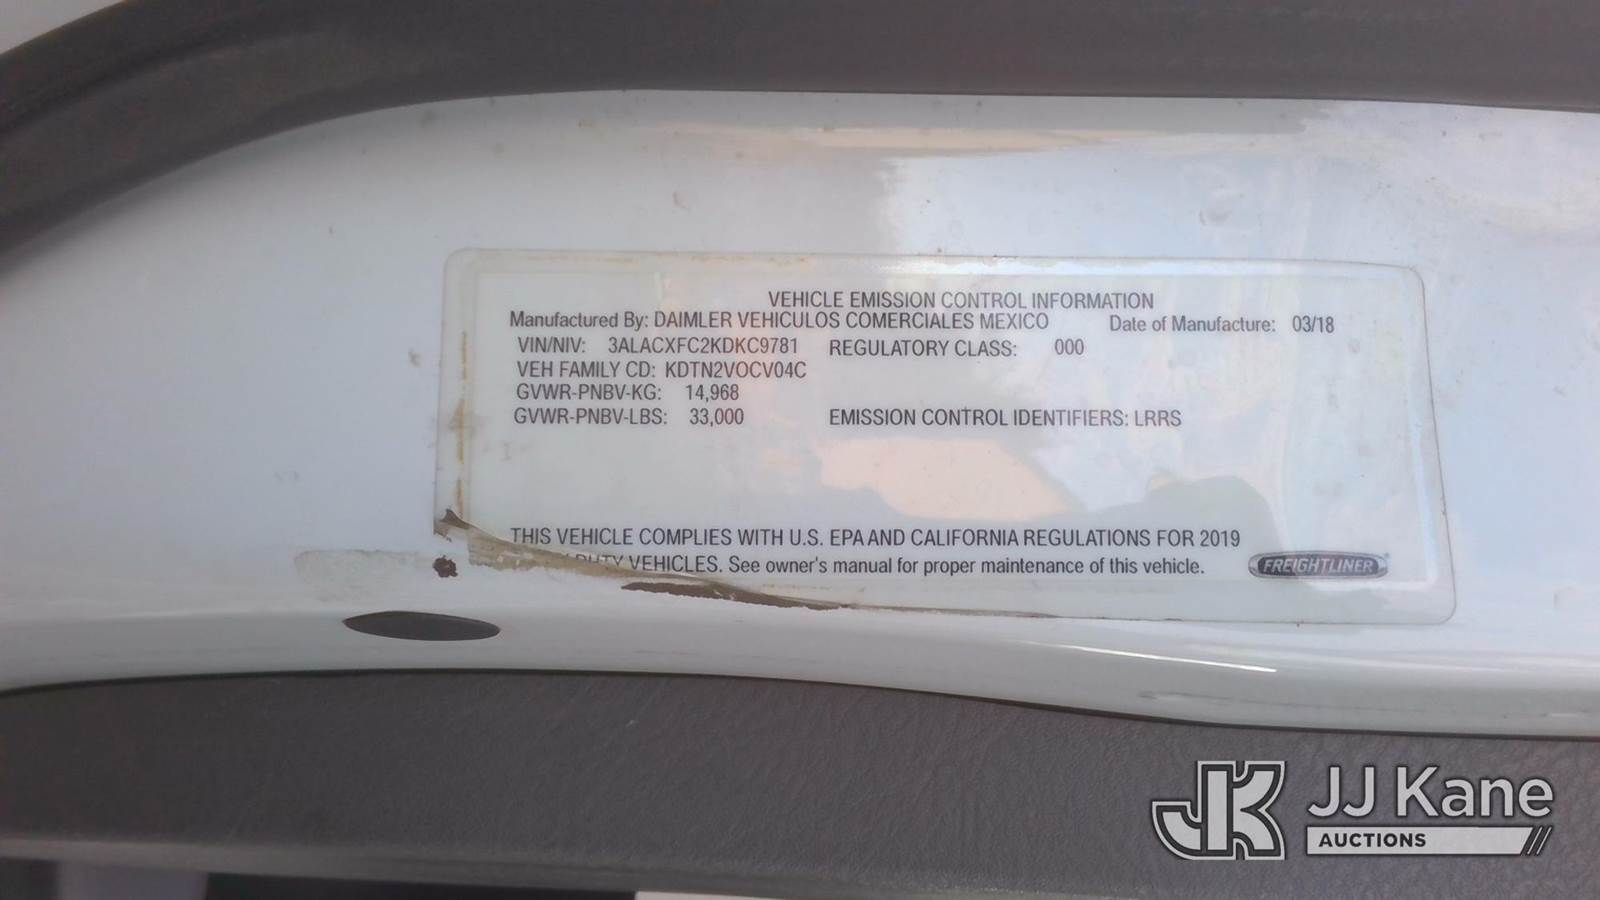 VEHICLE EMISSION CONTROL INFORMATION
Manufactured By: DAIMLER VEHICULOS COMERCIALES MEXICO Date of Manufacture: 03/18
VIN/NIV: 3ALACXFC2KDKC9781 REGULATORY CLASS: 000
VEH FAMILY CD: KDTN2VOCV04C
GVWR-PNBV-KG: 14,968
GVWR-PNBV-LBS: 33,000 EMISSION CONTROL IDENTIFIERS: LRRS
THIS VEHICLE COMPLIES WITH U.S. EPA AND CALIFORNIA REGULATIONS FOR 2019
DUTY VEHICLES. See owner's manual for proper maintenance of this vehicle.
FREIGHTLINER
JK JJ Kane
AUCTIONS